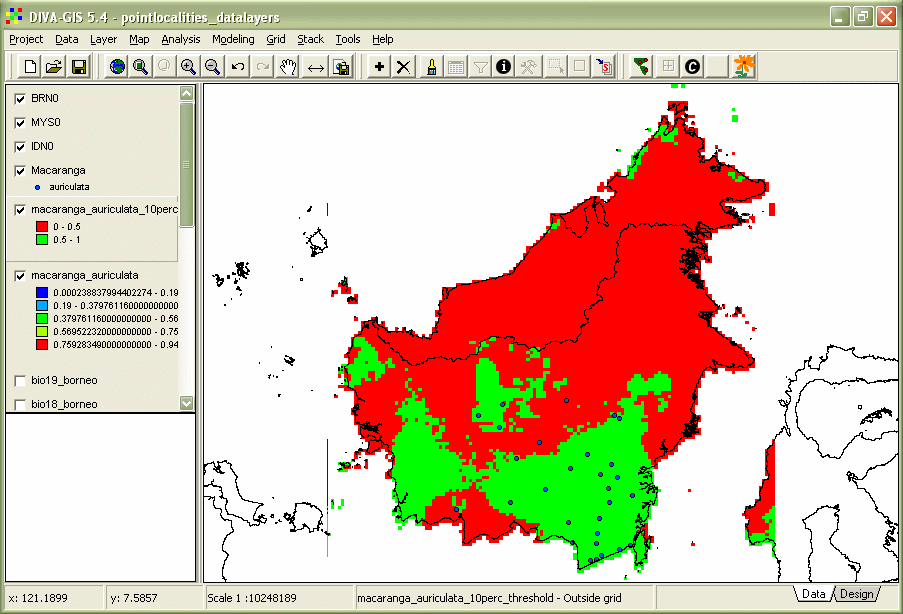 DIVA-GIS 5.4 - pointlocalities_datalayers
Project Data Layer Map Analysis Modeling Grid Stack Tools Help
BRN0
MYS0
IDN0
Macaranga
auriculata
macaranga_auriculata_10perc
0 - 0.5
0.5 - 1
macaranga_auriculata
0.000238837994402274 - 0.19
0.19 - 0.379761160000000
0.379761160000000000 - 0.56
0.569522320000000000 - 0.75
0.759283490000000000 - 0.94
bio19_borneo
bio18_borneo
x: 121.1899 y: 7.5857 Scale 1 :10248189 macaranga_auriculata_10perc_threshold - Outside grid Data Design